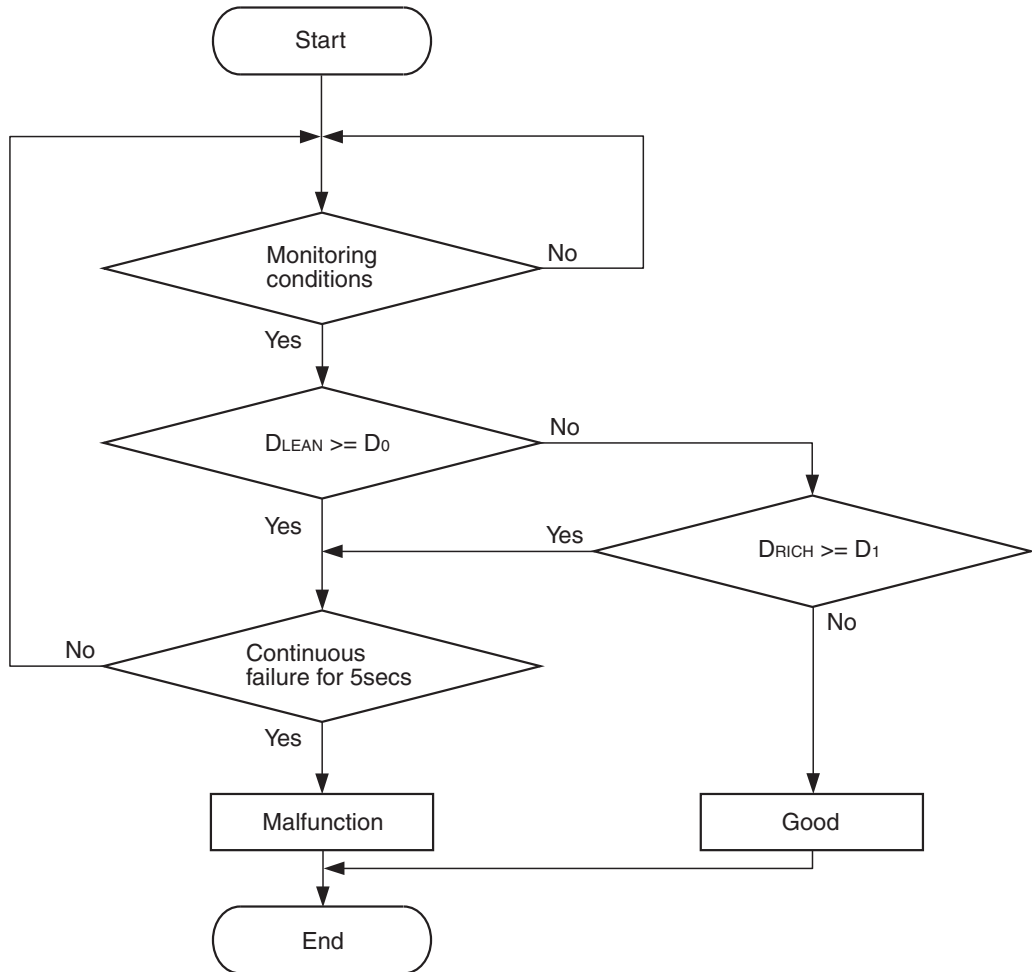 Start
Monitoring
conditions
No
Yes
DLEAN >= D0
No
Yes
Yes
DRICH >= D1
No
No
Continuous
failure for 5secs
Yes
Malfunction
Good
End